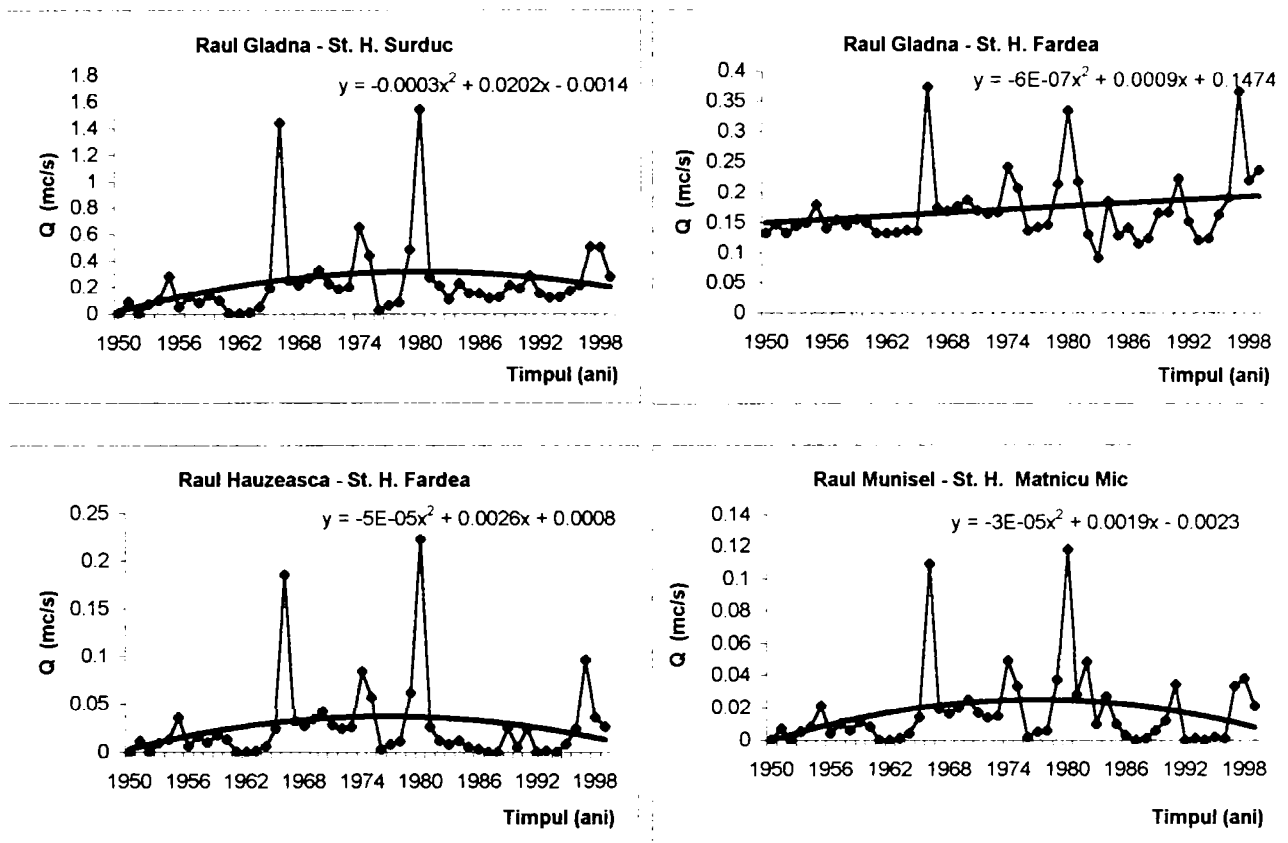 Raul Gladna - St. H. Surduc
y = -0.0003x² + 0.0202x - 0.0014
Q (mc/s)
1.8
1.6
1.4
1.2
1
0.8
0.6
0.4
0.2
0
1950 1956 1962 1968 1974 1980 1986 1992 1998
Timpul (ani)
Raul Gladna - St. H. Fardea
y = -6E-07x² + 0.0009x + 0.1474
Q (mc/s)
0.4
0.35
0.3
0.25
0.2
0.15
0.1
0.05
0
1950 1956 1962 1968 1974 1980 1986 1992 1998
Timpul (ani)
Raul Hauzeasca - St. H. Fardea
y = -5E-05x² + 0.0026x + 0.0008
Q (mc/s)
0.25
0.2
0.15
0.1
0.05
0
1950 1956 1962 1968 1974 1980 1986 1992 1998
Timpul (ani)
Raul Munisel - St. H. Matnicu Mic
y = -3E-05x² + 0.0019x - 0.0023
Q (mc/s)
0.14
0.12
0.1
0.08
0.06
0.04
0.02
0
1950 1956 1962 1968 1974 1980 1986 1992 1998
Timpul (ani)